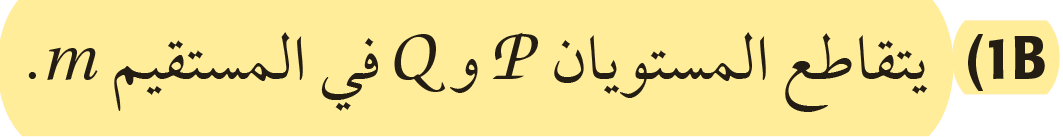 (1B يتقاطع المستويان P و Q في المستقيم m .